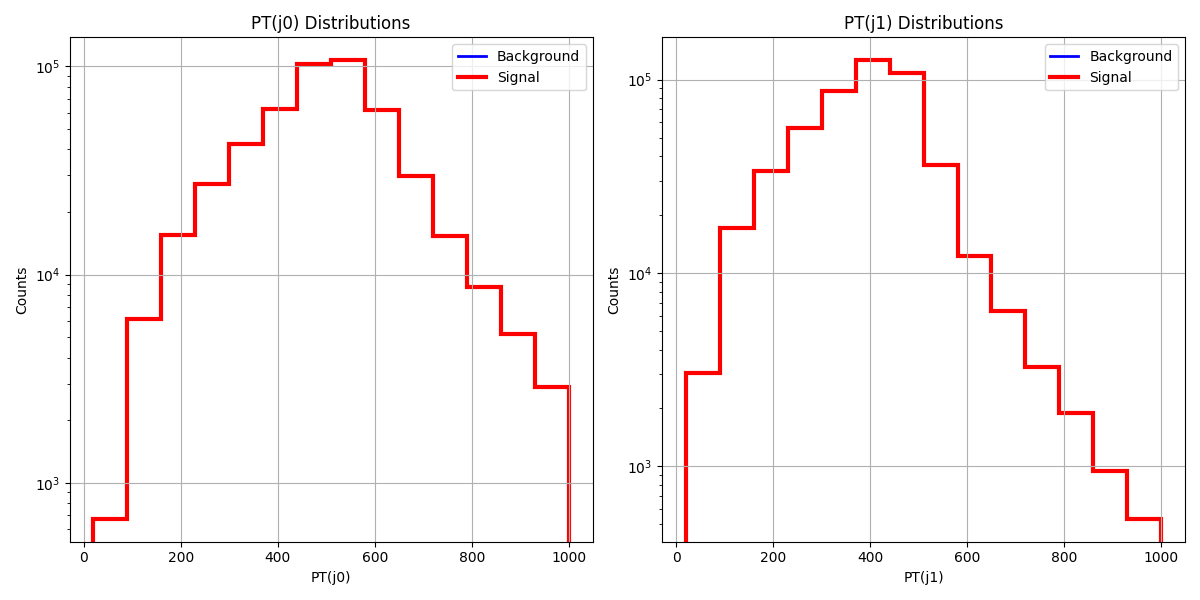 PT(j0) Distributions
Counts
10^5
10^4
10^3
Background
Signal
0 200 400 600 800 1000
PT(j0)
PT(j1) Distributions
Counts
10^5
10^4
10^3
Background
Signal
0 200 400 600 800 1000
PT(j1)